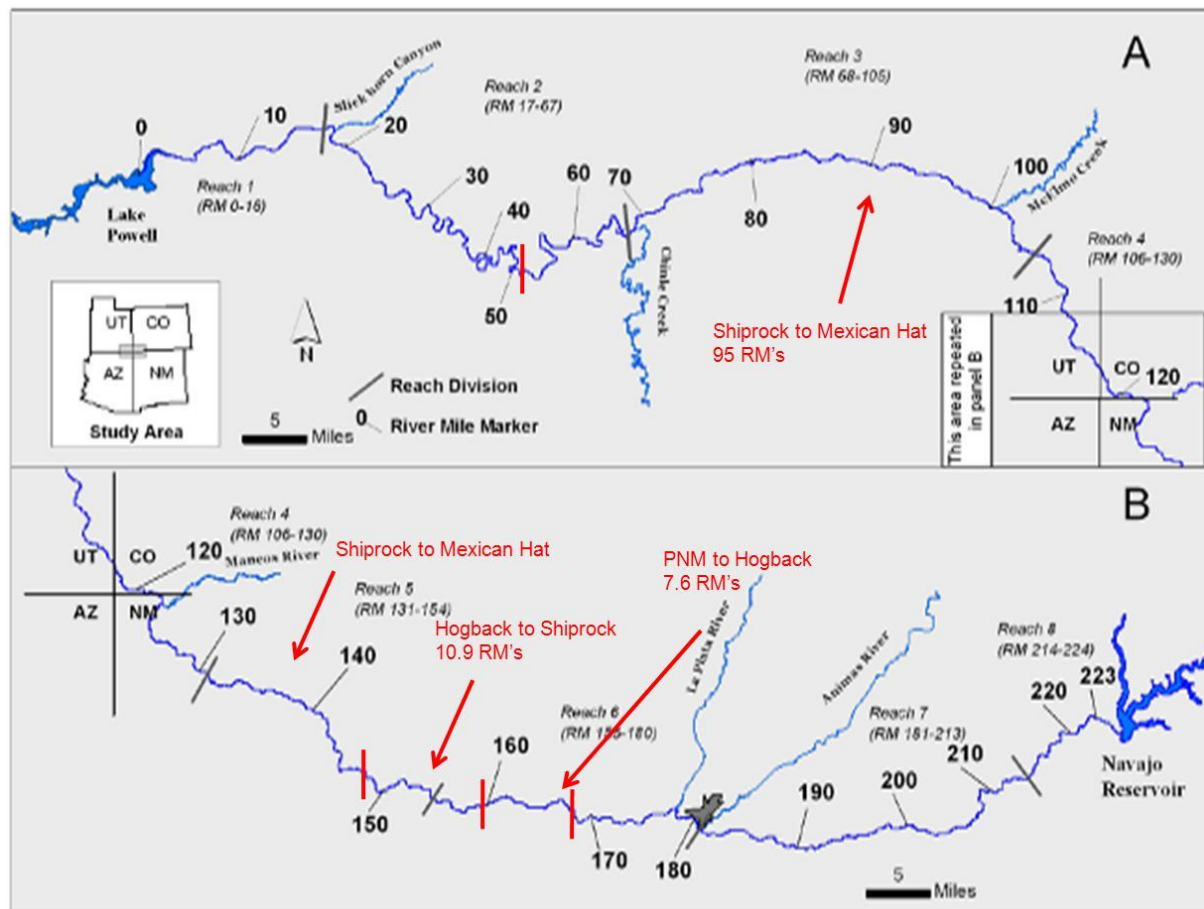 A
Slickhorn Canyon
Reach 2
(RM 17-67)
Reach 3
(RM 68-105)
0
10
20
30
40
50
60
70
80
90
100
110
120
Reach 1
(RM 0-16)
Lake
Powell
McElmo Creek
Reach 4
(RM 106-130)
Chinle Creek
Shiprock to Mexican Hat
95 RM's
UT
CO
AZ
NM
Study Area
N
Reach Division
0
River Mile Marker
5
Miles
This area repeated
in panel B
UT
CO
AZ
NM
B
Reach 4
(RM 106-130)
UT
CO
AZ
NM
120
Mancos River
Shiprock to Mexican Hat
Reach 5
(RM 131-154)
130
140
Hogback to Shiprock
10.9 RM's
PNM to Hogback
7.6 RM's
La Plata River
Animas River
Reach 6
(RM 155-180)
Reach 7
(RM 181-213)
Reach 8
(RM 214-224)
150
160
170
180
190
200
210
220
223
Navajo
Reservoir
5
Miles